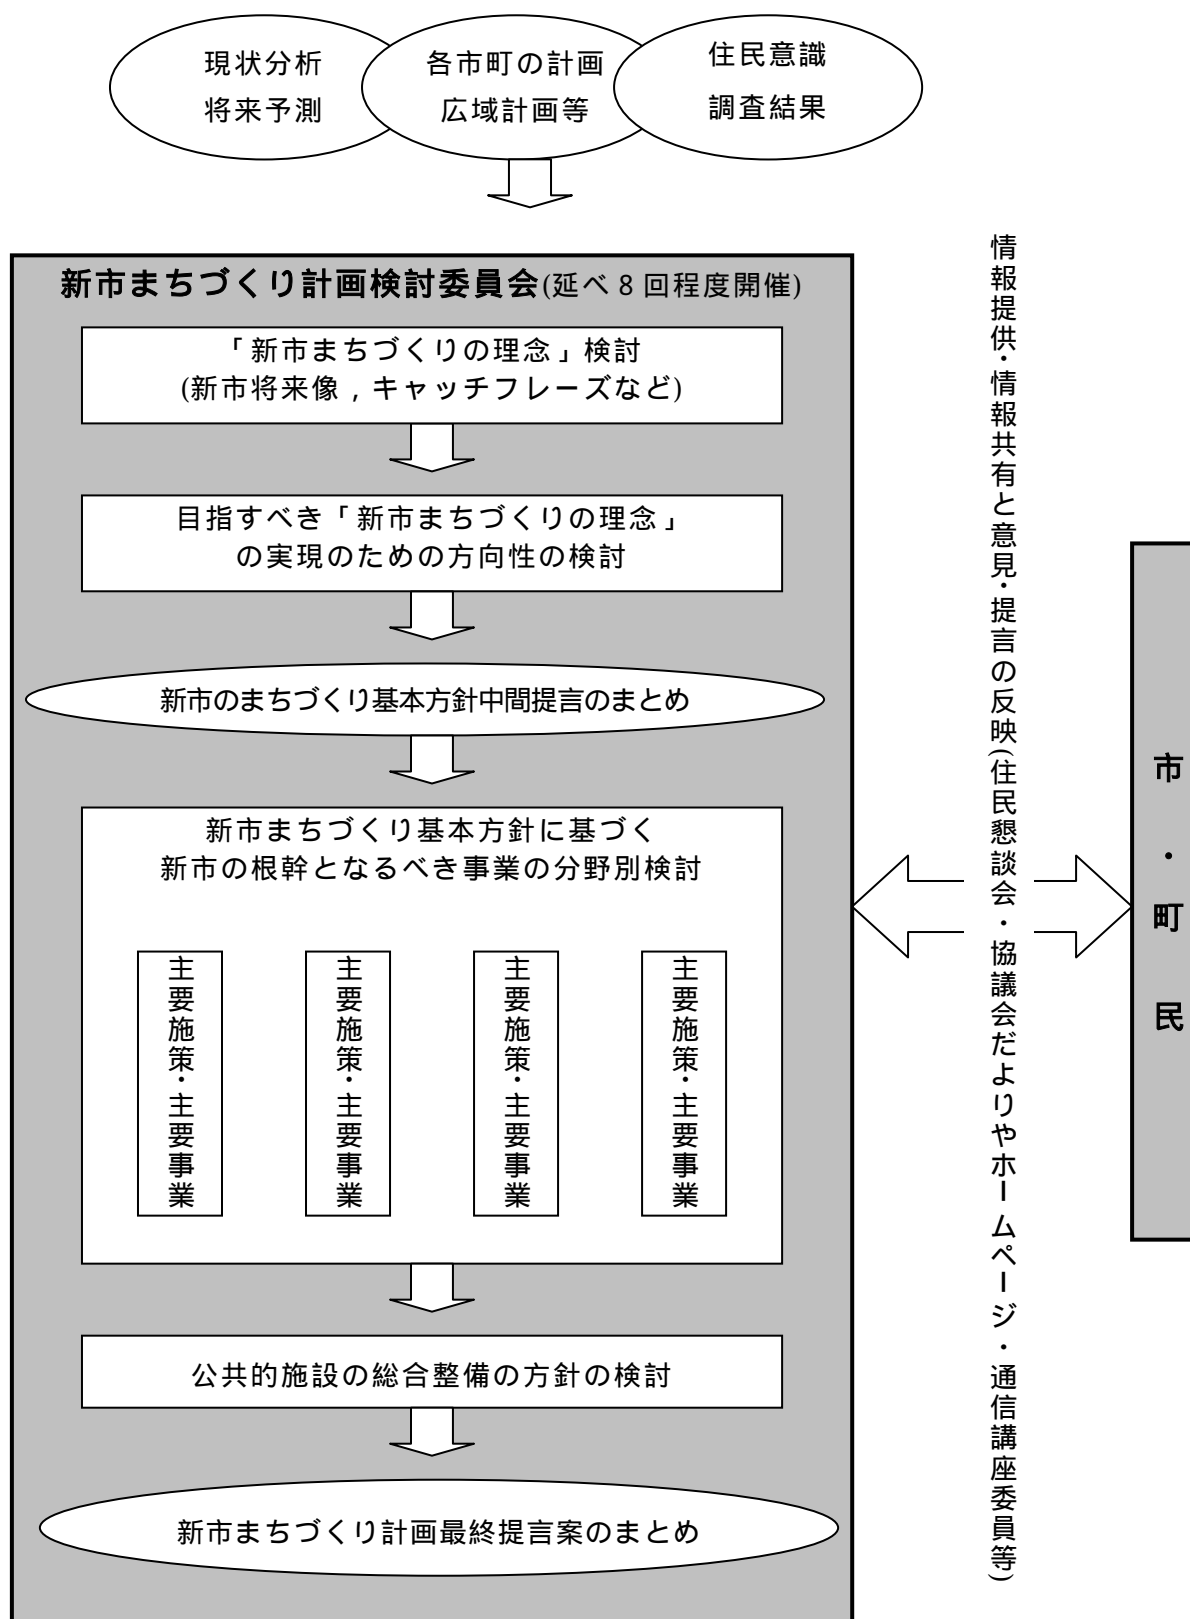 現状分析
将来予測
各市町の計画
広域計画等
住民意識
調査結果
新市まちづくり計画検討委員会(延べ8回程度開催)
「新市まちづくりの理念」検討
(新市将来像,キャッチフレーズなど)
目指すべき「新市まちづくりの理念」
の実現のための方向性の検討
新市のまちづくり基本方針中間提言のまとめ
新市まちづくり基本方針に基づく
新市の根幹となるべき事業の分野別検討
主要施策・主要事業
主要施策・主要事業
主要施策・主要事業
主要施策・主要事業
公共的施設の総合整備の方針の検討
新市まちづくり計画最終提言案のまとめ
情報提供・情報共有と意見・提言の反映(住民懇談会・協議会だよりやホームページ・通信講座委員等)
市・町民